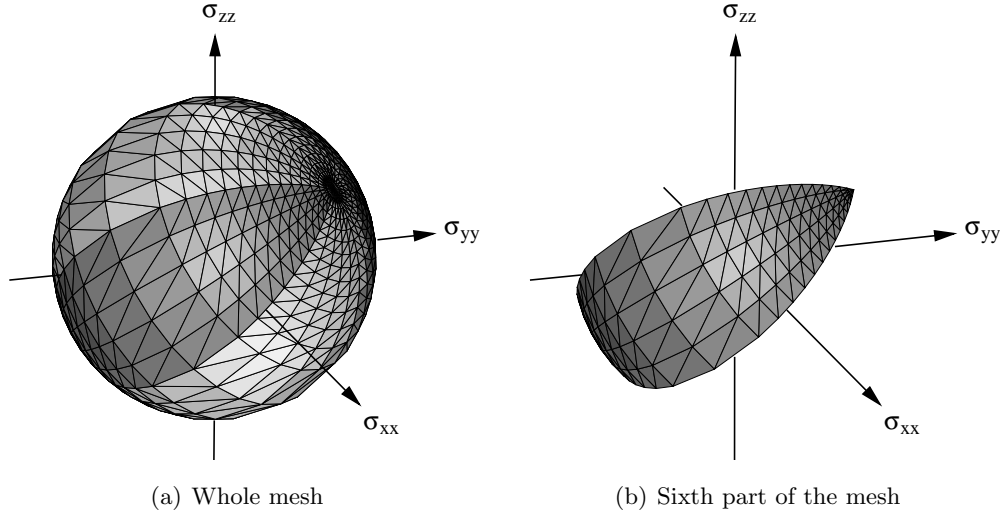 σzz
σyy
σxx
(a) Whole mesh
σzz
σyy
σxx
(b) Sixth part of the mesh